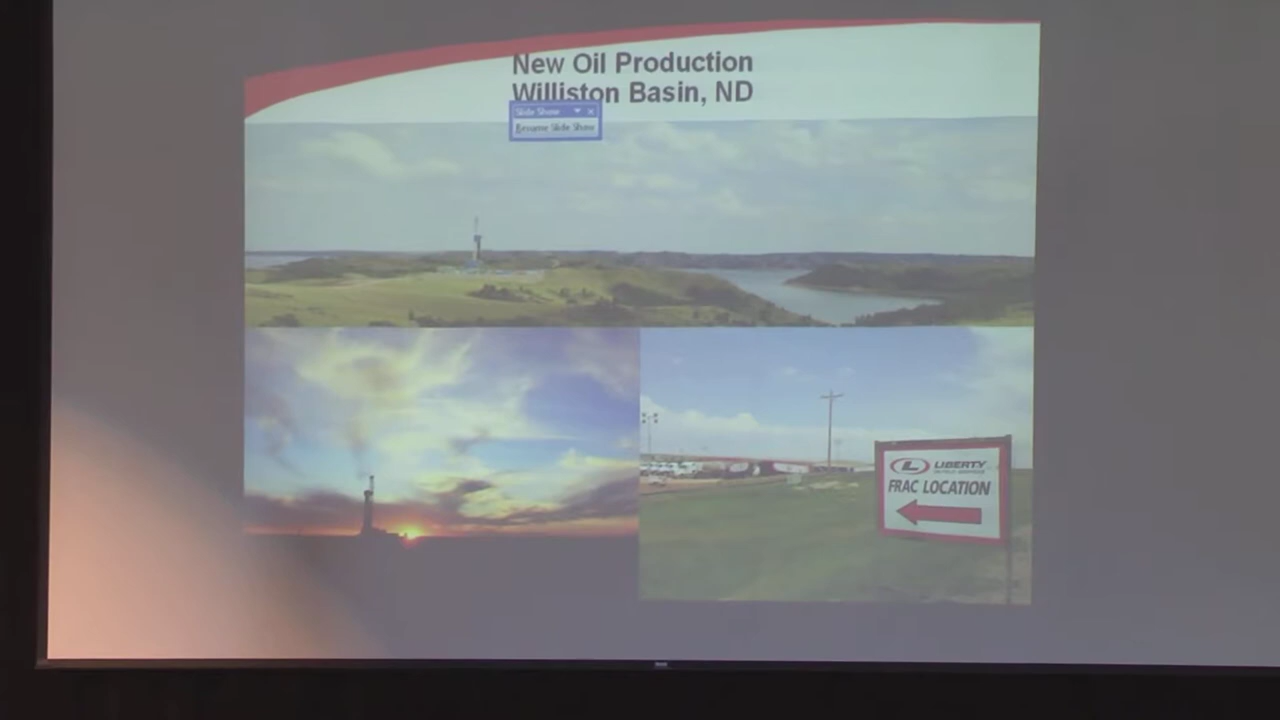 New Oil Production
Williston Basin, ND
Slide Show
Resume Slide Show
LIBERTY
FRAC LOCATION